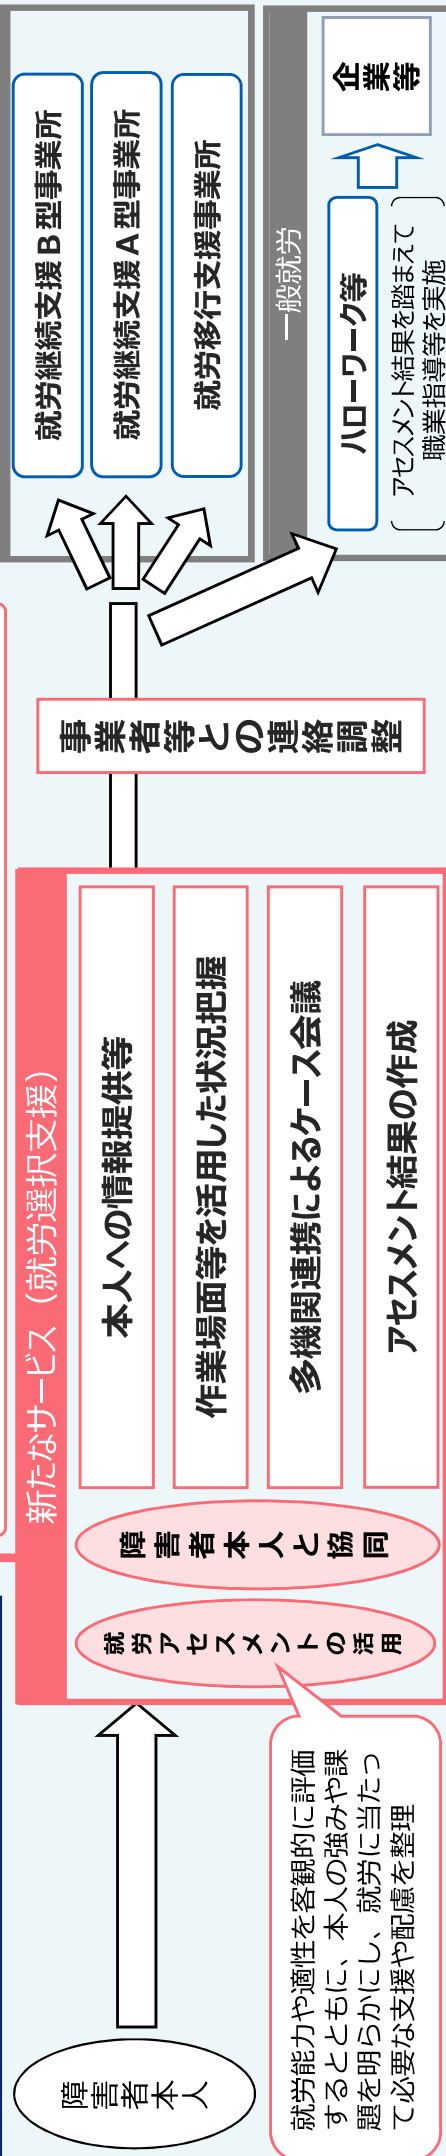 障害者本人
就労能力や適性を客観的に評価
するとともに、本人の強みや課
題を明らかにし、就労に当たっ
て必要な支援や配慮を整理
新たなサービス（就労選択支援）
就労アセスメントの活用
障害者本人と協同
本人への情報提供等
作業場面等を活用した状況把握
多機関連携によるケース会議
アセスメント結果の作成
事業者等との連絡調整
就労継続支援Ｂ型事業所
就労継続支援Ａ型事業所
就労移行支援事業所
一般就労
ハローワーク等
企業等
アセスメント結果を踏まえて
職業指導等を実施